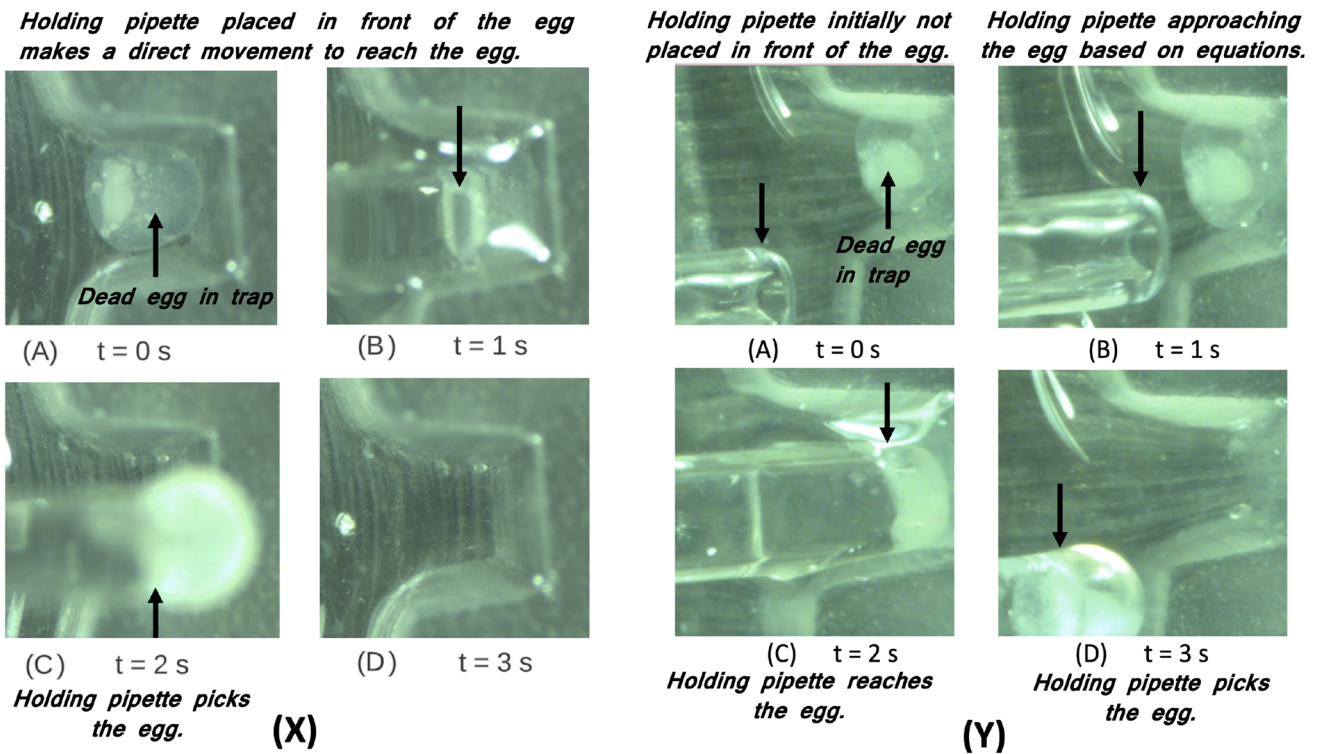 Holding pipette placed in front of the egg
makes a direct movement to reach the egg.
Dead egg in trap
(A) t = 0 s
(B) t = 1 s
(C) t = 2 s
(D) t = 3 s
Holding pipette picks
the egg.
(X)
Holding pipette initially not
placed in front of the egg.
Holding pipette approaching
the egg based on equations.
Dead egg
in trap
(A) t = 0 s
(B) t = 1 s
(C) t = 2 s
(D) t = 3 s
Holding pipette reaches
the egg.
Holding pipette picks
the egg.
(Y)